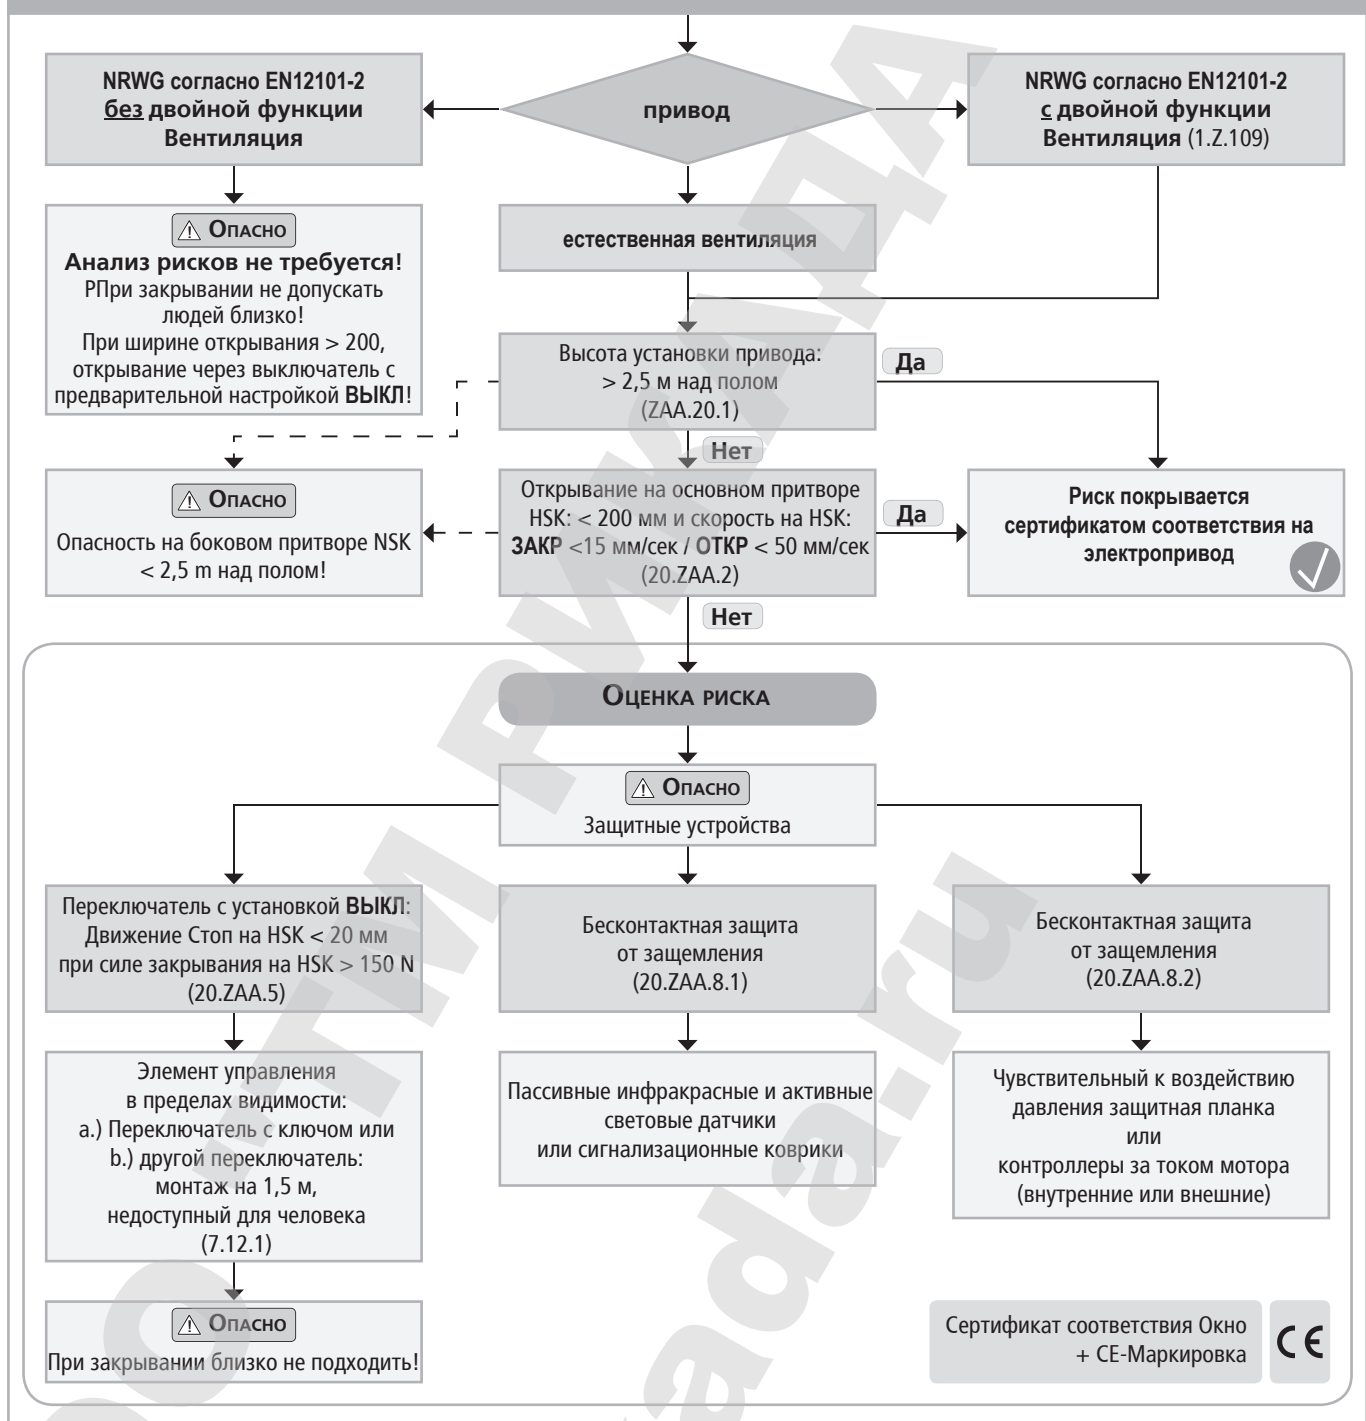 NRWG согласно EN12101-2
без двойной функции
Вентиляция
привод
NRWG согласно EN12101-2
с двойной функции
Вентиляция (1.Z.109)
⚠ Опасно
Анализ рисков не требуется!
РПри закрывании не допускать
людей близко!
При ширине открывания > 200,
открывание через выключатель с
предварительной настройкой ВЫКЛ!
естественная вентиляция
Высота установки привода:
> 2,5 м над полом
(ZAA.20.1)
Да
Нет
⚠ Опасно
Опасность на боковом притворе NSK
< 2,5 m над полом!
Открывание на основном притворе
HSK: < 200 мм и скорость на HSK:
ЗАКР <15 мм/сек / ОТКР < 50 мм/сек
(20.ZAA.2)
Да
Риск покрывается
сертификатом соответствия на
электропривод
Нет
Оценка риска
⚠ Опасно
Защитные устройства
Переключатель с установкой ВЫКЛ:
Движение Стоп на HSK < 20 мм
при силе закрывания на HSK > 150 N
(20.ZAA.5)
Бесконтактная защита
от защемления
(20.ZAA.8.1)
Бесконтактная защита
от защемления
(20.ZAA.8.2)
Элемент управления
в пределах видимости:
a.) Переключатель с ключом или
b.) другой переключатель:
монтаж на 1,5 м,
недоступный для человека
(7.12.1)
Пассивные инфракрасные и активные
световые датчики
или сигнализационные коврики
Чувствительный к воздействию
давления защитная планка
или
контроллеры за током мотора
(внутренние или внешние)
⚠ Опасно
При закрывании близко не подходить!
Сертификат соответствия Окно
+ CE-Маркировка
CE
ТМ РИКАДА
ada.ru